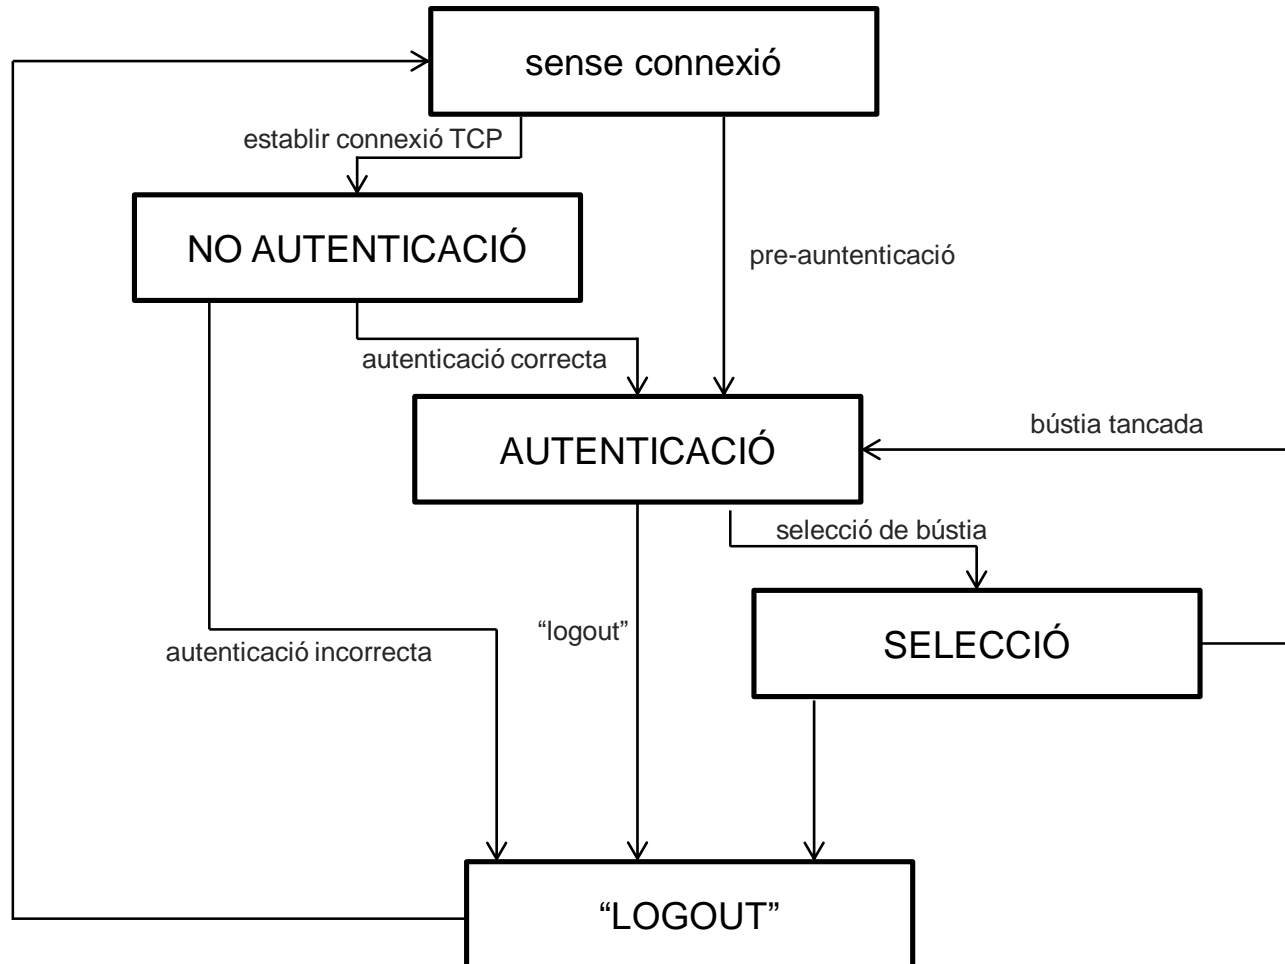 sense connexió
establir connexió TCP
NO AUTENTICACIÓ
pre-auntenticació
autenticació correcta
AUTENTICACIÓ
bústia tancada
selecció de bústia
“logout”
SELECCIÓ
autenticació incorrecta
“LOGOUT”